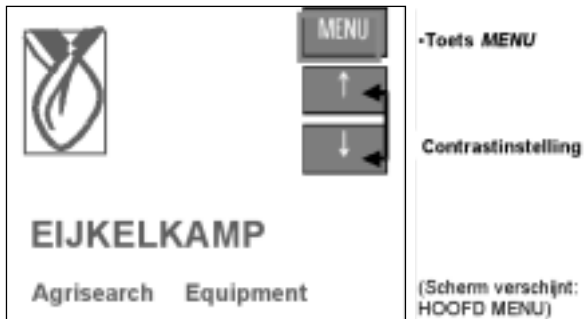 MENU
-Toets MENU
↑
Contrastinstelling
↓
EIJKELKAMP
Agrisearch Equipment
(Scherm verschijnt:
HOOFD MENU)